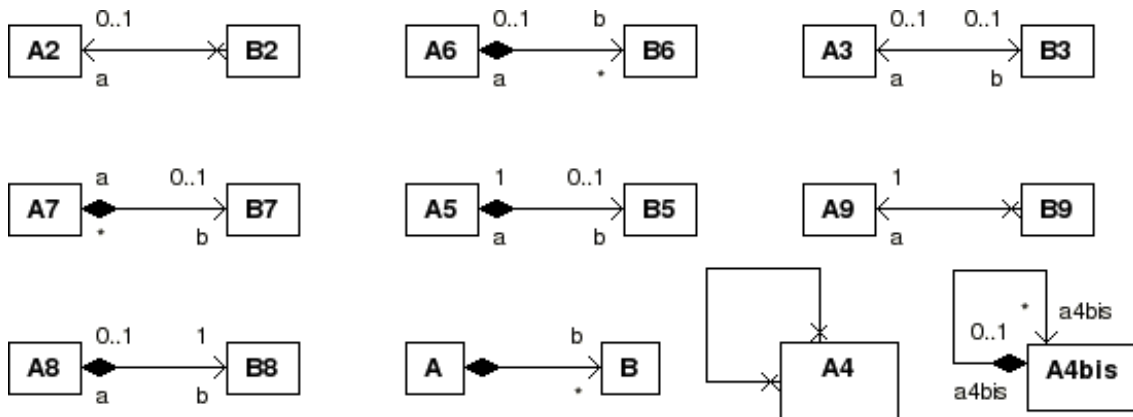 0..1
A2 B2
a
0..1 b
A6 B6
a *
0..1 0..1
A3 B3
a b
a 0..1
A7 B7
* b
1 0..1
A5 B5
a b
1
A9 B9
a
0..1 1
A8 B8
a b
b
A B
*
A4
* a4bis
0..1
A4bis
a4bis